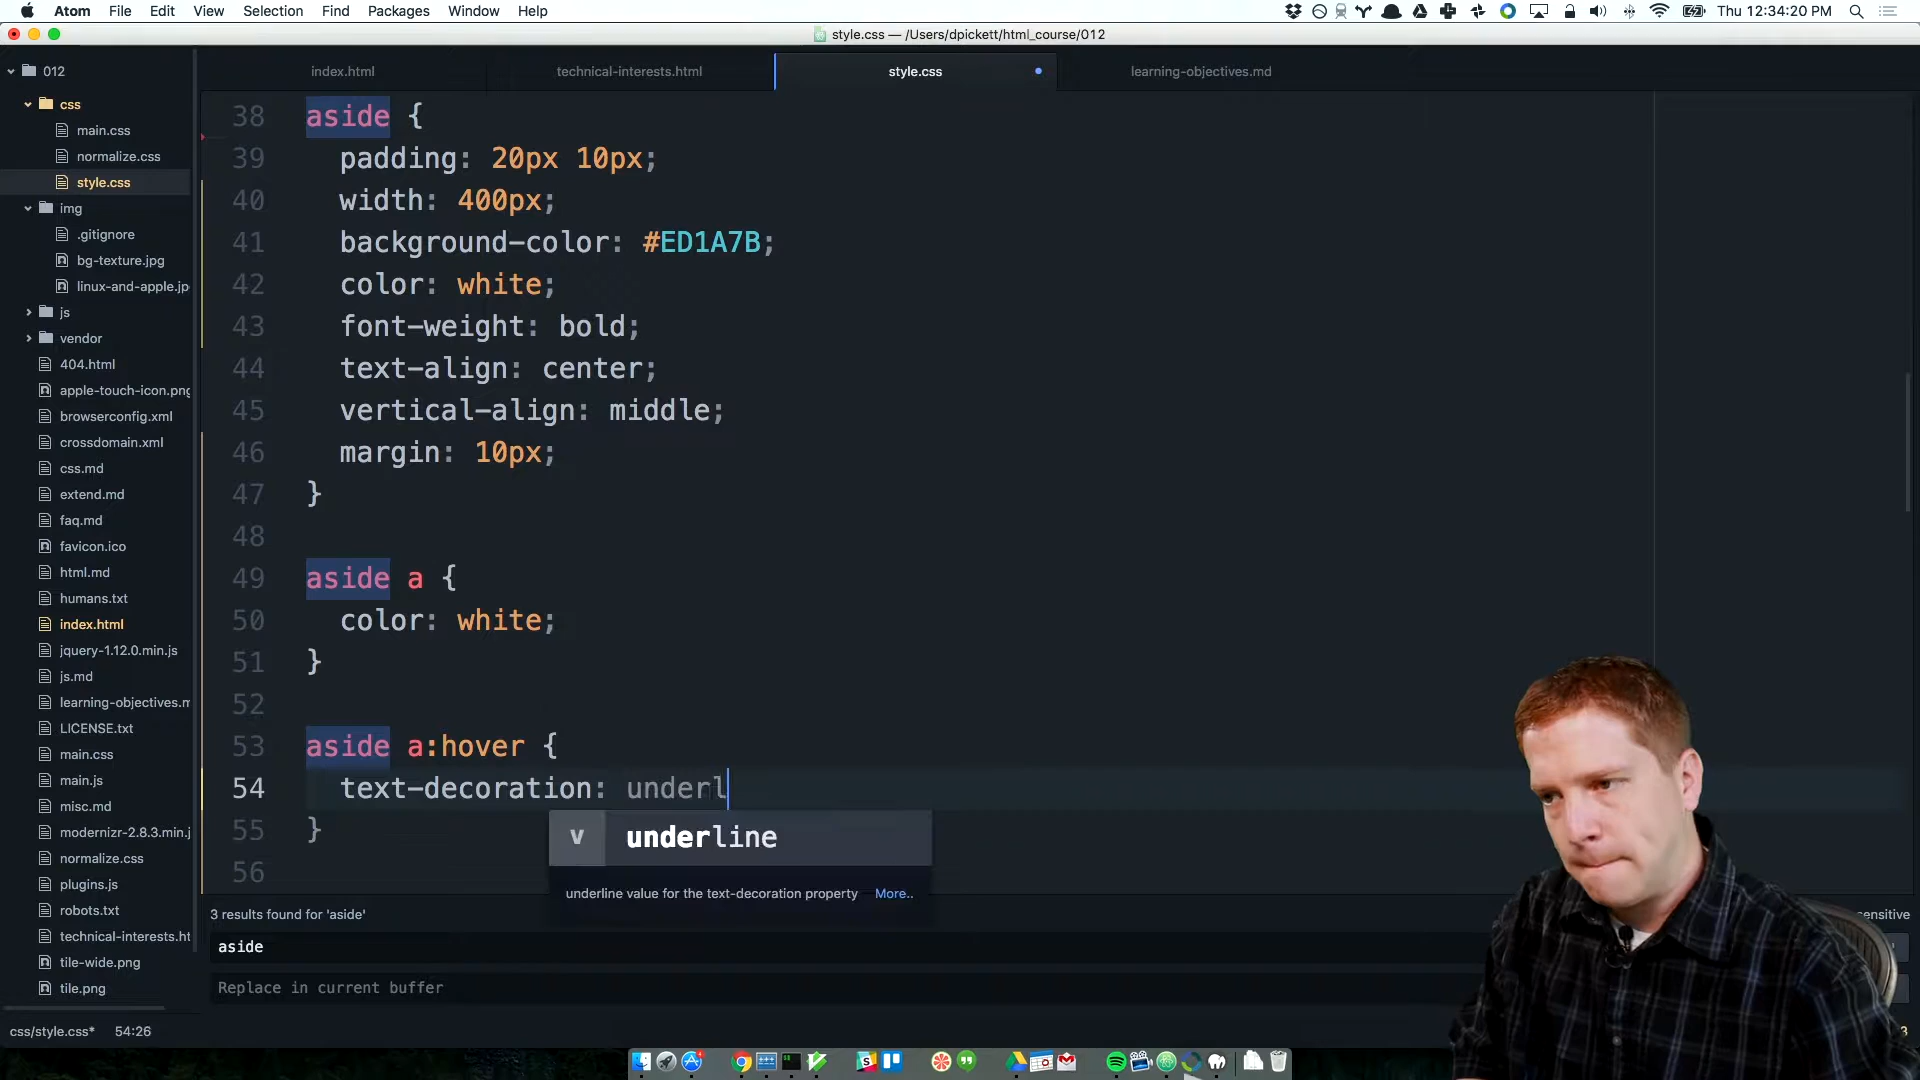 Atom File Edit View Selection Find Packages Window Help Thu 12:34:20 PM
style.css — /Users/dpickett/html_course/012
012
index.html technical-interests.html style.css learning-objectives.md
css
main.css
normalize.css
style.css
img
.gitignore
bg-texture.jpg
linux-and-apple.jp
js
vendor
404.html
apple-touch-icon.png
browserconfig.xml
crossdomain.xml
css.md
extend.md
faq.md
favicon.ico
html.md
humans.txt
index.html
jquery-1.12.0.min.js
js.md
learning-objectives.m
LICENSE.txt
main.css
main.js
misc.md
modernizr-2.8.3.min.j
normalize.css
plugins.js
robots.txt
technical-interests.ht
tile-wide.png
tile.png
38 aside {
39 padding: 20px 10px;
40 width: 400px;
41 background-color: #ED1A7B;
42 color: white;
43 font-weight: bold;
44 text-align: center;
45 vertical-align: middle;
46 margin: 10px;
47 }
48
49 aside a {
50 color: white;
51 }
52
53 aside a:hover {
54 text-decoration: underl
55 }
56
v underline
underline value for the text-decoration property More..
3 results found for 'aside' ensitive
aside
Replace in current buffer
css/style.css* 54:26
3